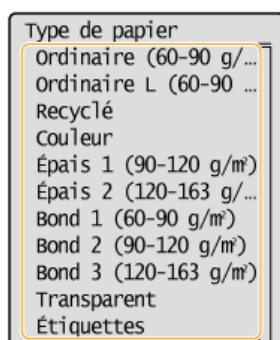 Type de papier
Ordinaire (60-90 g/…
Ordinaire L (60-90 …
Recyclé
Couleur
Épais 1 (90-120 g/m²)
Épais 2 (120-163 g/…
Bond 1 (60-90 g/m²)
Bond 2 (90-120 g/m²)
Bond 3 (120-163 g/m²)
Transparent
Étiquettes